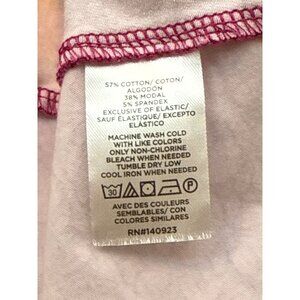 57% COTTON/ COTON/
ALGODON
38% MODAL
5% SPANDEX
EXCLUSIVE OF ELASTIC/
SAUF ÉLASTIQUE/ EXCEPTO
ELÁSTICO
MACHINE WASH COLD
WITH LIKE COLORS
ONLY NON-CHLORINE
BLEACH WHEN NEEDED
TUMBLE DRY LOW
COOL IRON WHEN NEEDED
30
AVEC DES COULEURS
SEMBLABLES/ CON
COLORES SIMILARES
RN#140923